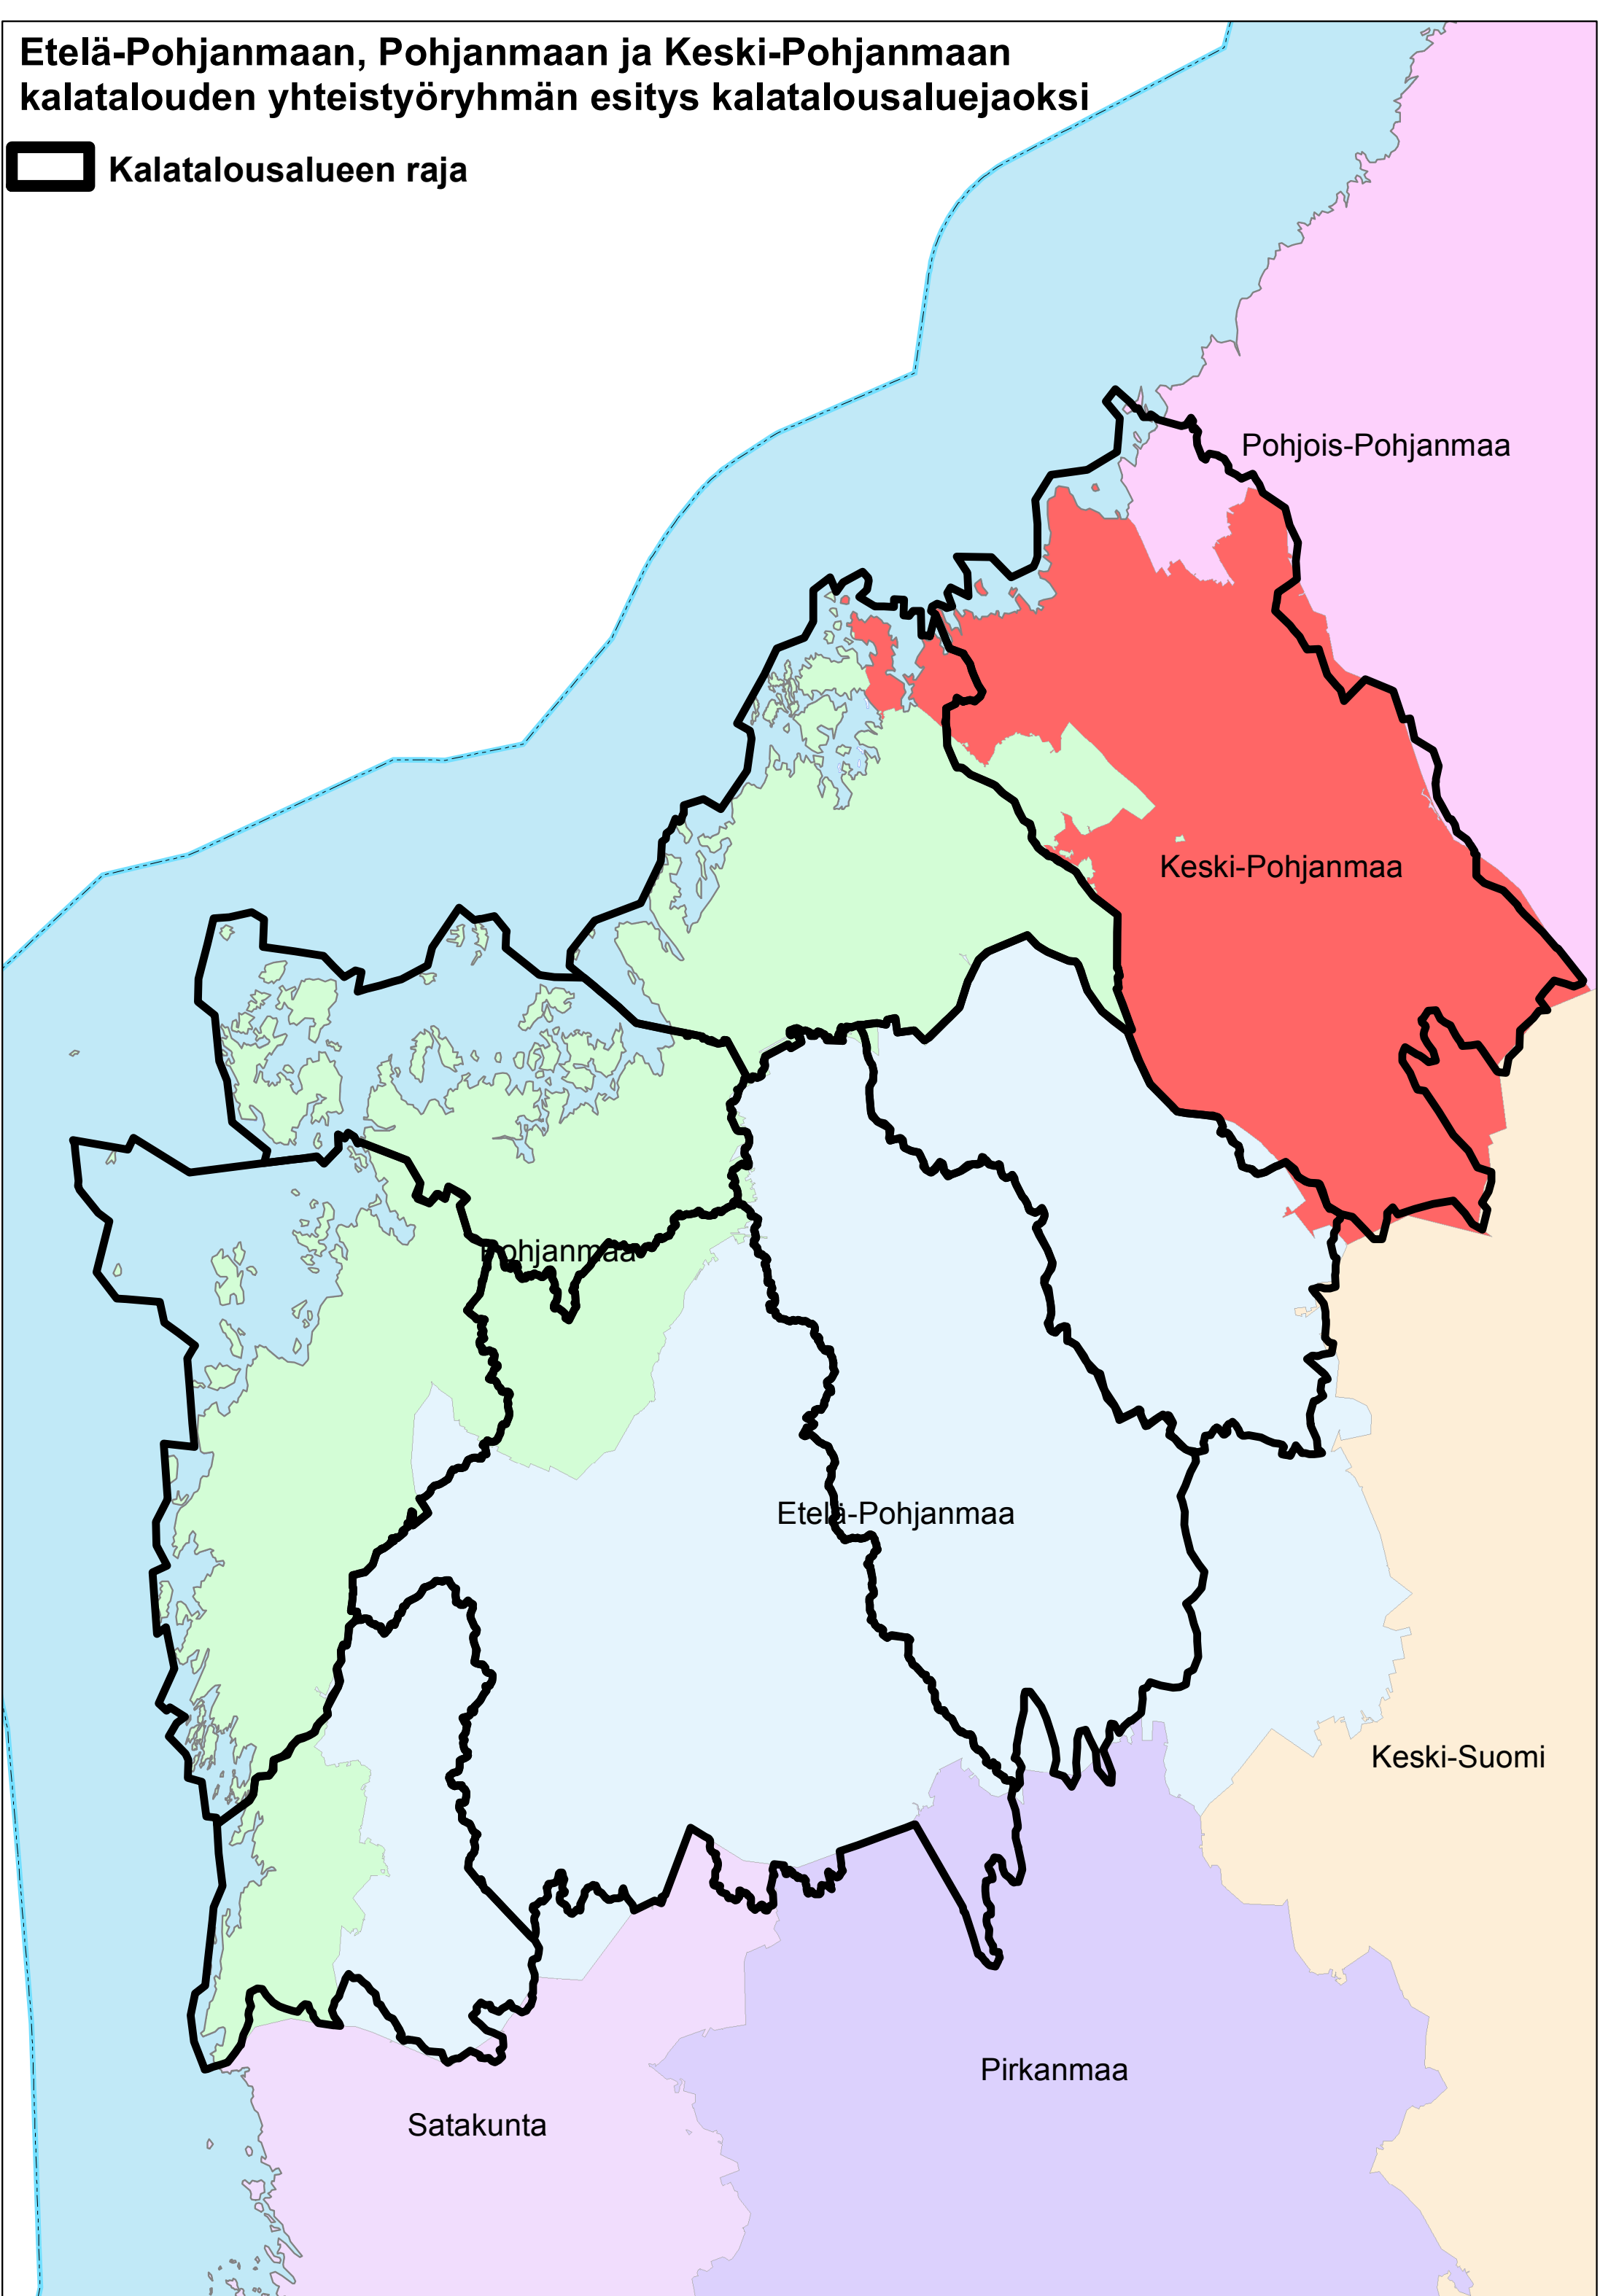 Etelä-Pohjanmaan, Pohjanmaan ja Keski-Pohjanmaan
kalatalouden yhteistyöryhmän esitys kalatalousaluejaoksi
Kalatalousalueen raja
Pohjois-Pohjanmaa
Keski-Pohjanmaa
Pohjanmaa
Etelä-Pohjanmaa
Keski-Suomi
Pirkanmaa
Satakunta